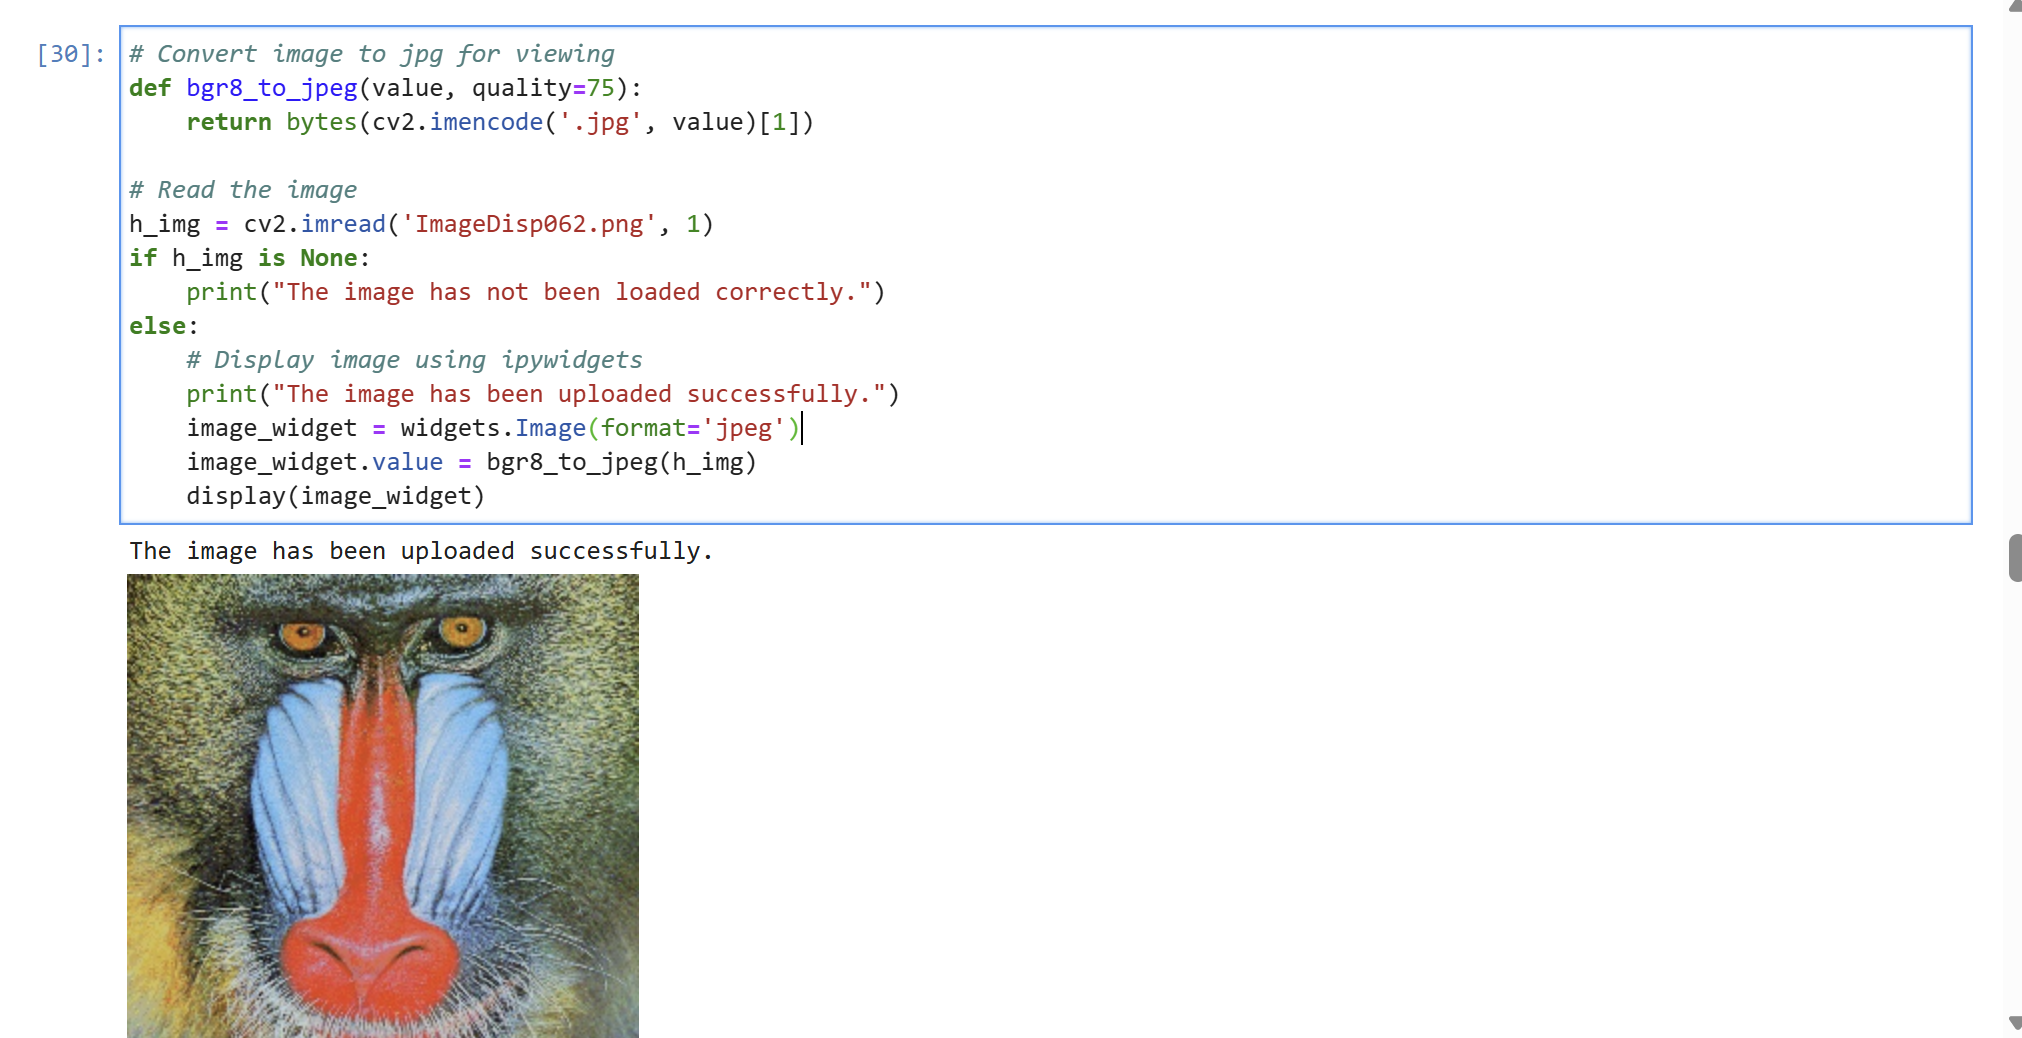 [30]: # Convert image to jpg for viewing
def bgr8_to_jpeg(value, quality=75):
    return bytes(cv2.imencode('.jpg', value)[1])

# Read the image
h_img = cv2.imread('ImageDisp062.png', 1)
if h_img is None:
    print("The image has not been loaded correctly.")
else:
    # Display image using ipywidgets
    print("The image has been uploaded successfully.")
    image_widget = widgets.Image(format='jpeg')
    image_widget.value = bgr8_to_jpeg(h_img)
    display(image_widget)
The image has been uploaded successfully.